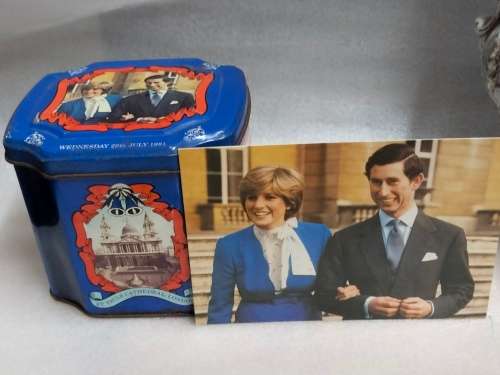 WEDNESDAY 29TH JULY 1981
ST. PAUL'S CATHEDRAL, LONDON